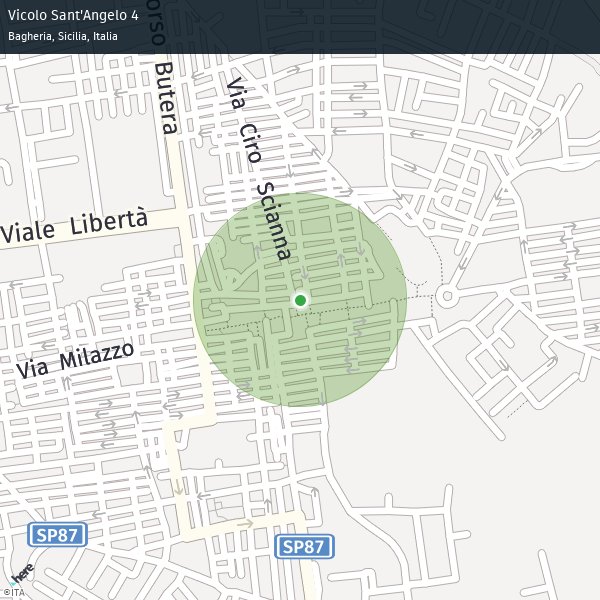 Vicolo Sant'Angelo 4
Bagheria, Sicilia, Italia
Corso Butera
Via Ciro Scianna
Viale Libertà
Via Milazzo
SP87
SP87
here
©ITA